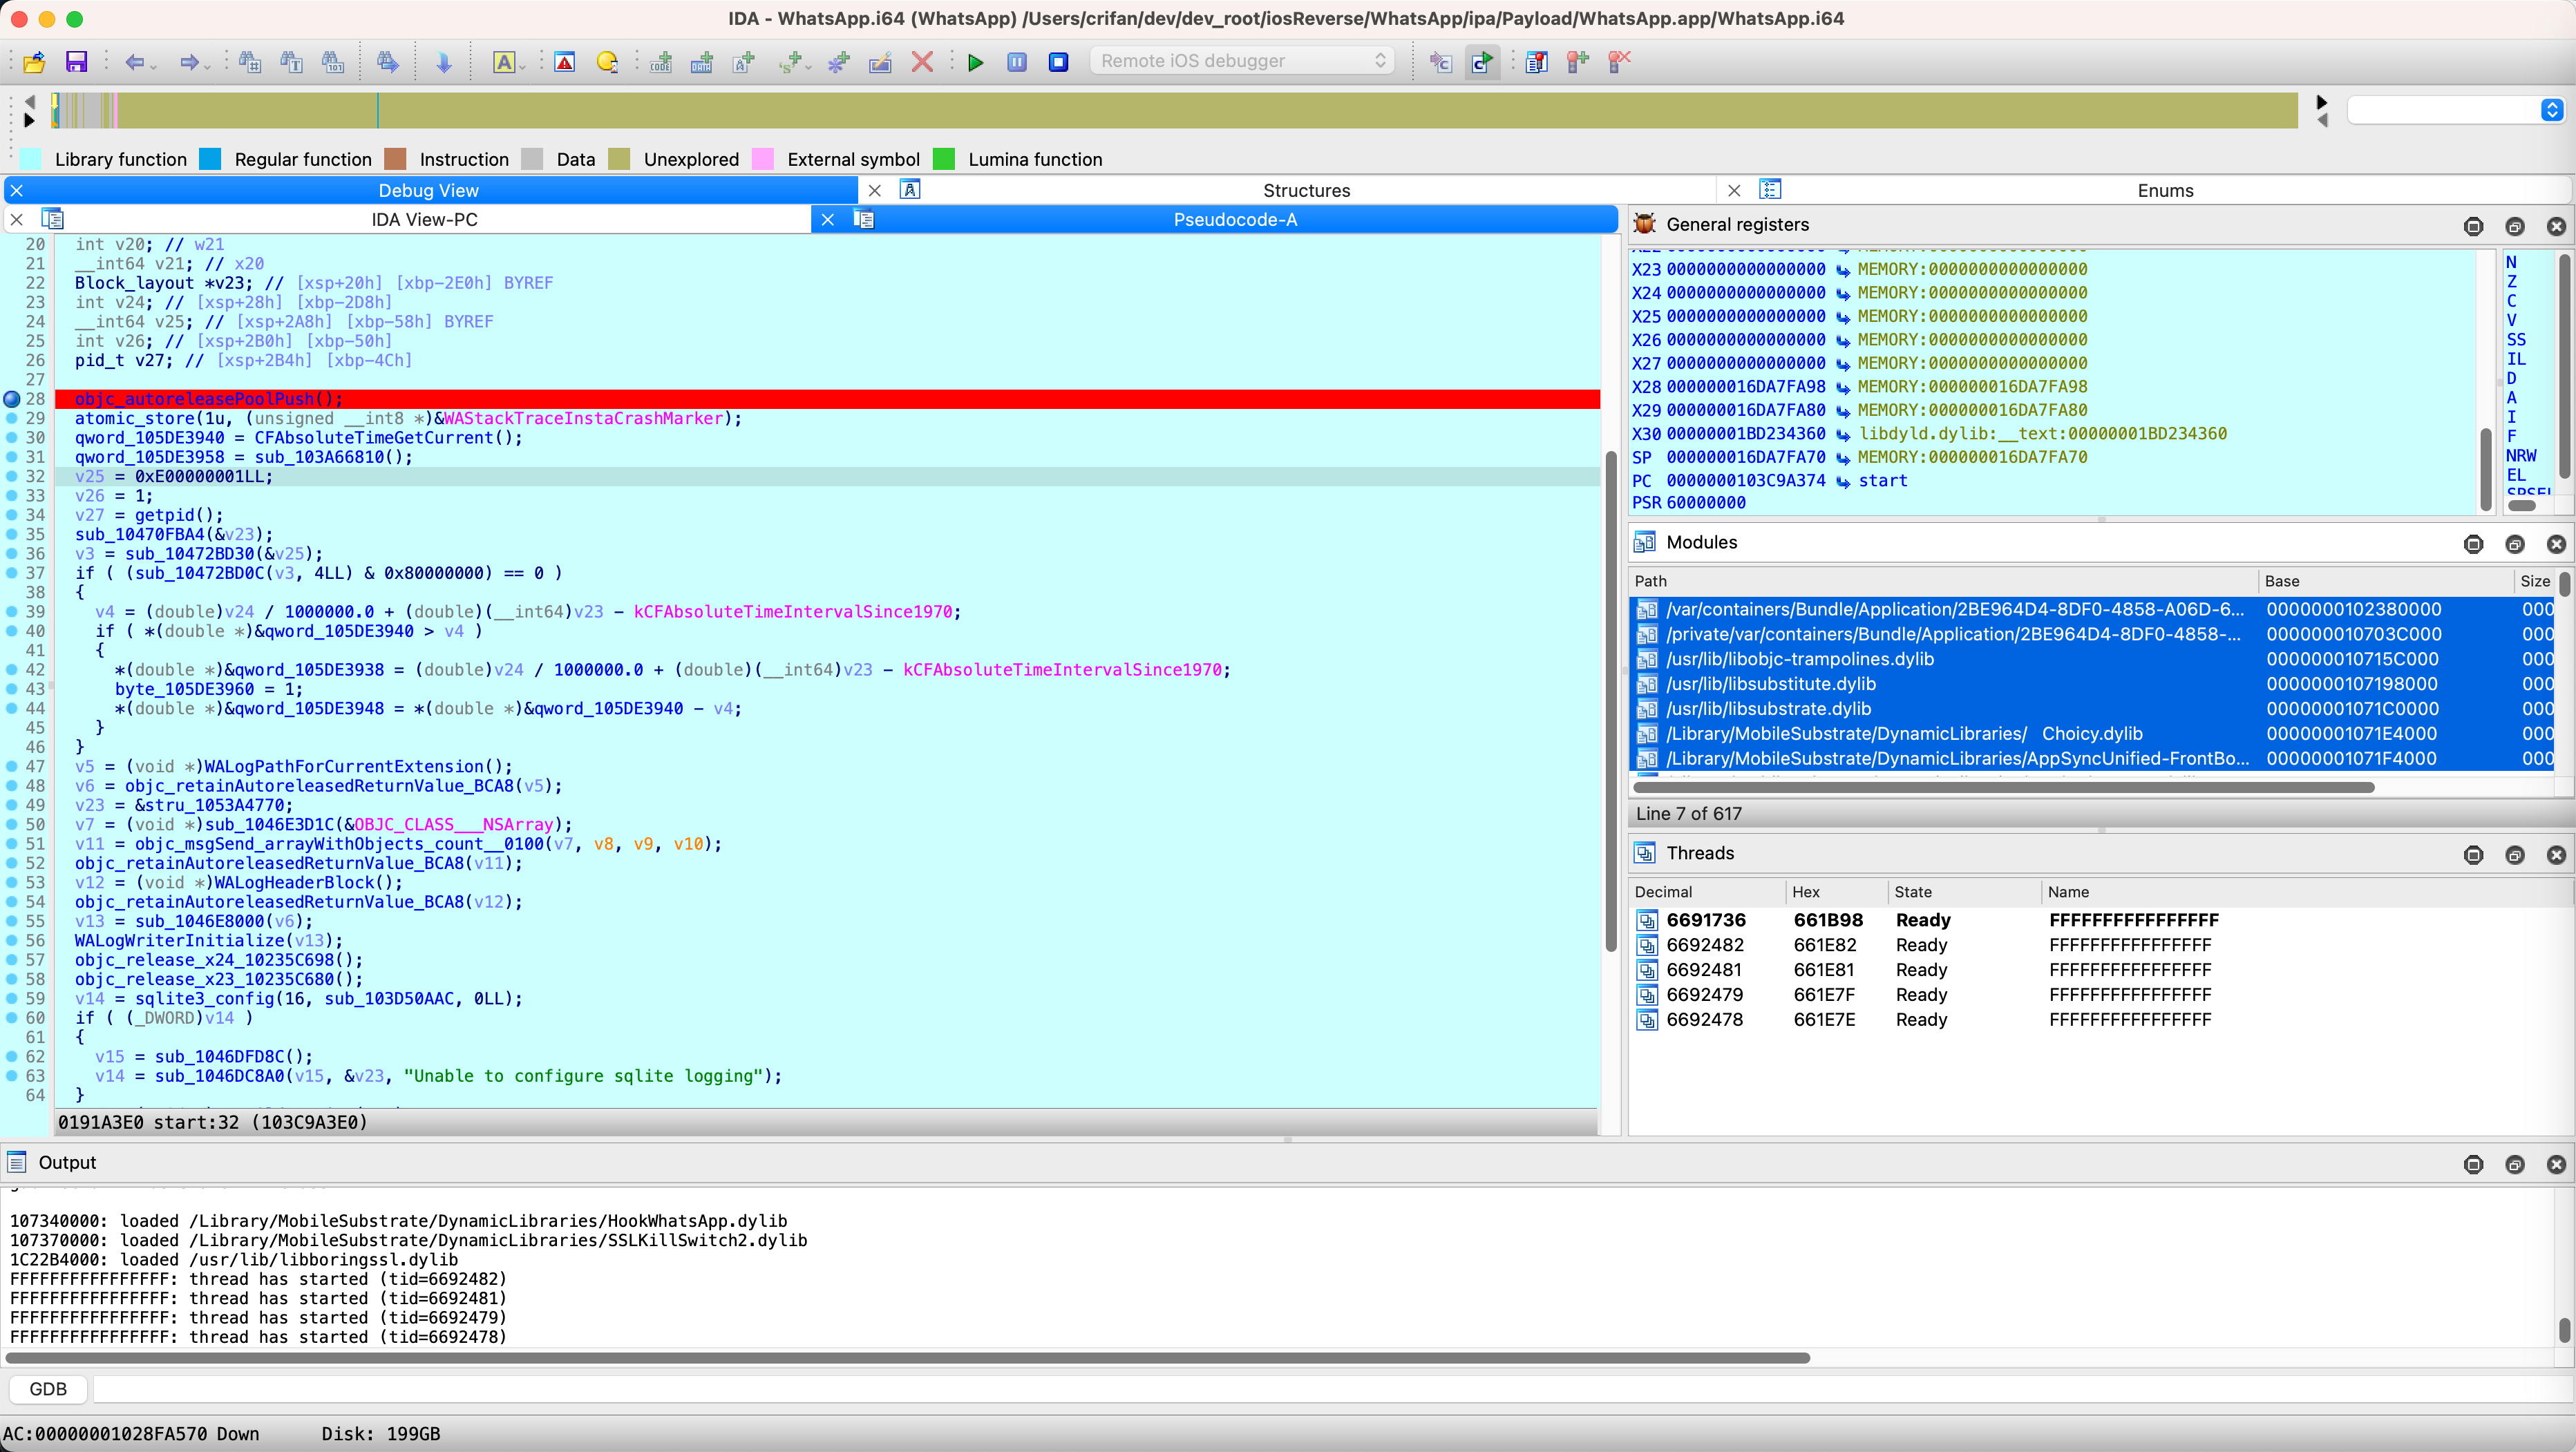 IDA - WhatsApp.i64 (WhatsApp) /Users/crifan/dev/dev_root/iosReverse/WhatsApp/ipa/Payload/WhatsApp.app/WhatsApp.i64
Remote iOS debugger
Library function Regular function Instruction Data Unexplored External symbol Lumina function
Debug View Structures Enums
IDA View-PC Pseudocode-A
20 int v20; // w21
21 __int64 v21; // x20
22 Block_layout *v23; // [xsp+20h] [xbp-2E0h] BYREF
23 int v24; // [xsp+28h] [xbp-2D8h]
24 __int64 v25; // [xsp+2A8h] [xbp-58h] BYREF
25 int v26; // [xsp+2B0h] [xbp-50h]
26 pid_t v27; // [xsp+2B4h] [xbp-4Ch]
27
28 objc_autoreleasePoolPush();
29 atomic_store(1u, (unsigned __int8 *)&WAStackTraceInstaCrashMarker);
30 qword_105DE3940 = CFAbsoluteTimeGetCurrent();
31 qword_105DE3958 = sub_103A66810();
32 v25 = 0xE00000001LL;
33 v26 = 1;
34 v27 = getpid();
35 sub_10470FBA4(&v23);
36 v3 = sub_10472BD30(&v25);
37 if ( (sub_10472BD0C(v3, 4LL) & 0x80000000) == 0 )
38 {
39 v4 = (double)v24 / 1000000.0 + (double)(__int64)v23 - kCFAbsoluteTimeIntervalSince1970;
40 if ( *(double *)&qword_105DE3940 > v4 )
41 {
42 *(double *)&qword_105DE3938 = (double)v24 / 1000000.0 + (double)(__int64)v23 - kCFAbsoluteTimeIntervalSince1970;
43 byte_105DE3960 = 1;
44 *(double *)&qword_105DE3948 = *(double *)&qword_105DE3940 - v4;
45 }
46 }
47 v5 = (void *)WALogPathForCurrentExtension();
48 v6 = objc_retainAutoreleasedReturnValue_BCA8(v5);
49 v23 = &stru_1053A4770;
50 v7 = (void *)sub_1046E3D1C(&OBJC_CLASS___NSArray);
51 v11 = objc_msgSend_arrayWithObjects_count__0100(v7, v8, v9, v10);
52 objc_retainAutoreleasedReturnValue_BCA8(v11);
53 v12 = (void *)WALogHeaderBlock();
54 objc_retainAutoreleasedReturnValue_BCA8(v12);
55 v13 = sub_1046E8000(v6);
56 WALogWriterInitialize(v13);
57 objc_release_x24_10235C698();
58 objc_release_x23_10235C680();
59 v14 = sqlite3_config(16, sub_103D50AAC, 0LL);
60 if ( (_DWORD)v14 )
61 {
62 v15 = sub_1046DFD8C();
63 v14 = sub_1046DC8A0(v15, &v23, "Unable to configure sqlite logging");
64 }
0191A3E0 start:32 (103C9A3E0)
General registers
X23 0000000000000000 MEMORY:0000000000000000
X24 0000000000000000 MEMORY:0000000000000000
X25 0000000000000000 MEMORY:0000000000000000
X26 0000000000000000 MEMORY:0000000000000000
X27 0000000000000000 MEMORY:0000000000000000
X28 000000016DA7FA98 MEMORY:000000016DA7FA98
X29 000000016DA7FA80 MEMORY:000000016DA7FA80
X30 00000001BD234360 libdyld.dylib:__text:00000001BD234360
SP 000000016DA7FA70 MEMORY:000000016DA7FA70
PC 0000000103C9A374 start
PSR 60000000
N
Z
C
V
SS
IL
D
A
I
F
NRW
EL
Modules
Path Base Size
/var/containers/Bundle/Application/2BE964D4-8DF0-4858-A06D-6... 0000000102380000 000
/private/var/containers/Bundle/Application/2BE964D4-8DF0-4858-... 000000010703C000 000
/usr/lib/libobjc-trampolines.dylib 000000010715C000 000
/usr/lib/libsubstitute.dylib 0000000107198000 000
/usr/lib/libsubstrate.dylib 00000001071C0000 000
/Library/MobileSubstrate/DynamicLibraries/   Choicy.dylib 00000001071E4000 000
/Library/MobileSubstrate/DynamicLibraries/AppSyncUnified-FrontBo... 00000001071F4000 000
Line 7 of 617
Threads
Decimal Hex State Name
6691736 661B98 Ready FFFFFFFFFFFFFFFF
6692482 661E82 Ready FFFFFFFFFFFFFFFF
6692481 661E81 Ready FFFFFFFFFFFFFFFF
6692479 661E7F Ready FFFFFFFFFFFFFFFF
6692478 661E7E Ready FFFFFFFFFFFFFFFF
Output
107340000: loaded /Library/MobileSubstrate/DynamicLibraries/HookWhatsApp.dylib
107370000: loaded /Library/MobileSubstrate/DynamicLibraries/SSLKillSwitch2.dylib
1C22B4000: loaded /usr/lib/libboringssl.dylib
FFFFFFFFFFFFFFFF: thread has started (tid=6692482)
FFFFFFFFFFFFFFFF: thread has started (tid=6692481)
FFFFFFFFFFFFFFFF: thread has started (tid=6692479)
FFFFFFFFFFFFFFFF: thread has started (tid=6692478)
GDB
AC:00000001028FA570 Down Disk: 199GB